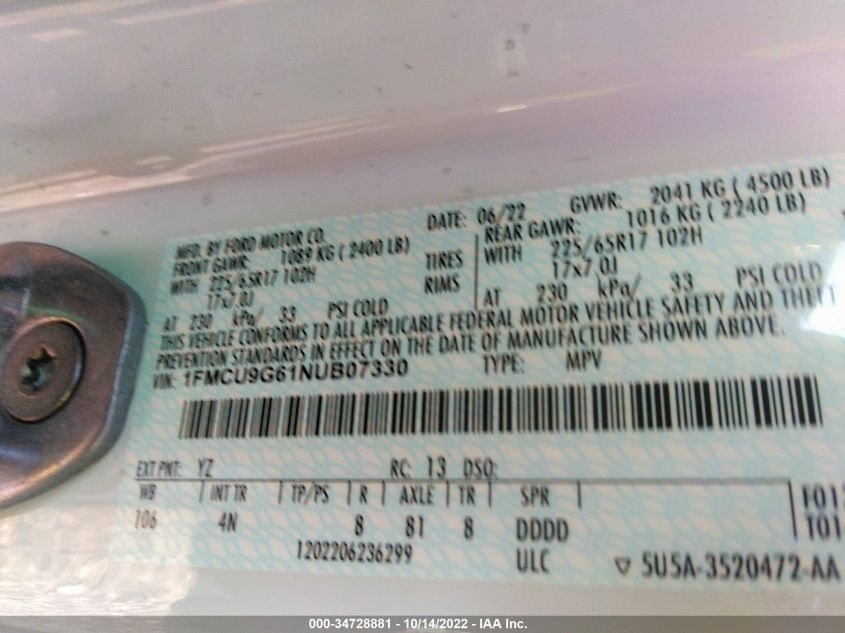 MFD. BY FORD MOTOR CO. DATE: 06/22 GVWR: 2041 KG ( 4500 LB)
FRONT GAWR: 1089 KG ( 2400 LB) REAR GAWR: 1016 KG ( 2240 LB)
WITH 225/65R17 102H TIRES WITH 225/65R17 102H
17x7.0J RIMS 17x7.0J
AT 230 kPa/ 33 PSI COLD AT 230 kPa/ 33 PSI COLD
THIS VEHICLE CONFORMS TO ALL APPLICABLE FEDERAL MOTOR VEHICLE SAFETY AND THEFT
PREVENTION STANDARDS IN EFFECT ON THE DATE OF MANUFACTURE SHOWN ABOVE.
VIN: 1FMCU9G61NUB07330 TYPE: MPV
EXT PNT: YZ RC: 13 DSO:
WB INT TR TP/PS R AXLE TR SPR
106 4N 8 81 8 DDDD
1202206236299 ULC ▽ 5U5A-3520472-AA
000-34728881 - 10/14/2022 - IAA Inc.